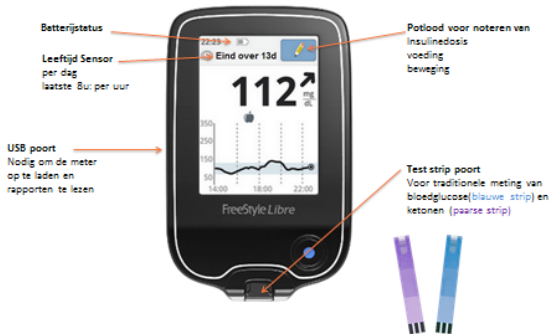 Batterijstatus
Leeftijd Sensor
per dag
laatste 8u: per uur
USB poort
Nodig om de meter
op te laden en
rapporten te lezen
22:23
Eind over 13d
112
mg
dL
350
250
150
50
14:00 18:00 22:00
FreeStyle Libre
Potlood voor noteren van
Insulinedosis
voeding
beweging
Test strip poort
Voor traditionele meting van
bloedglucose(blauwe strip) en
ketonen (paarse strip)